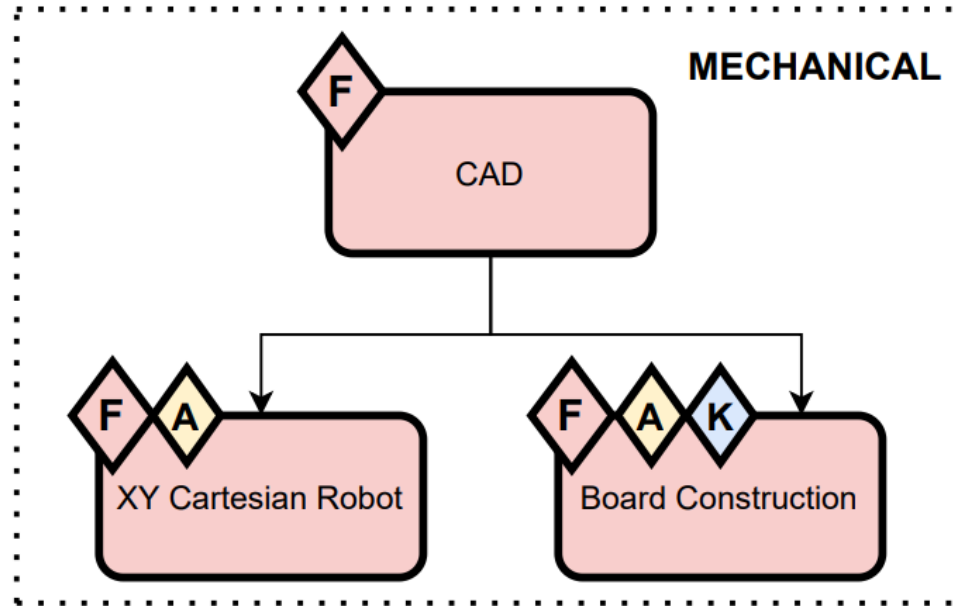 MECHANICAL
F
CAD
F A
XY Cartesian Robot
F A K
Board Construction